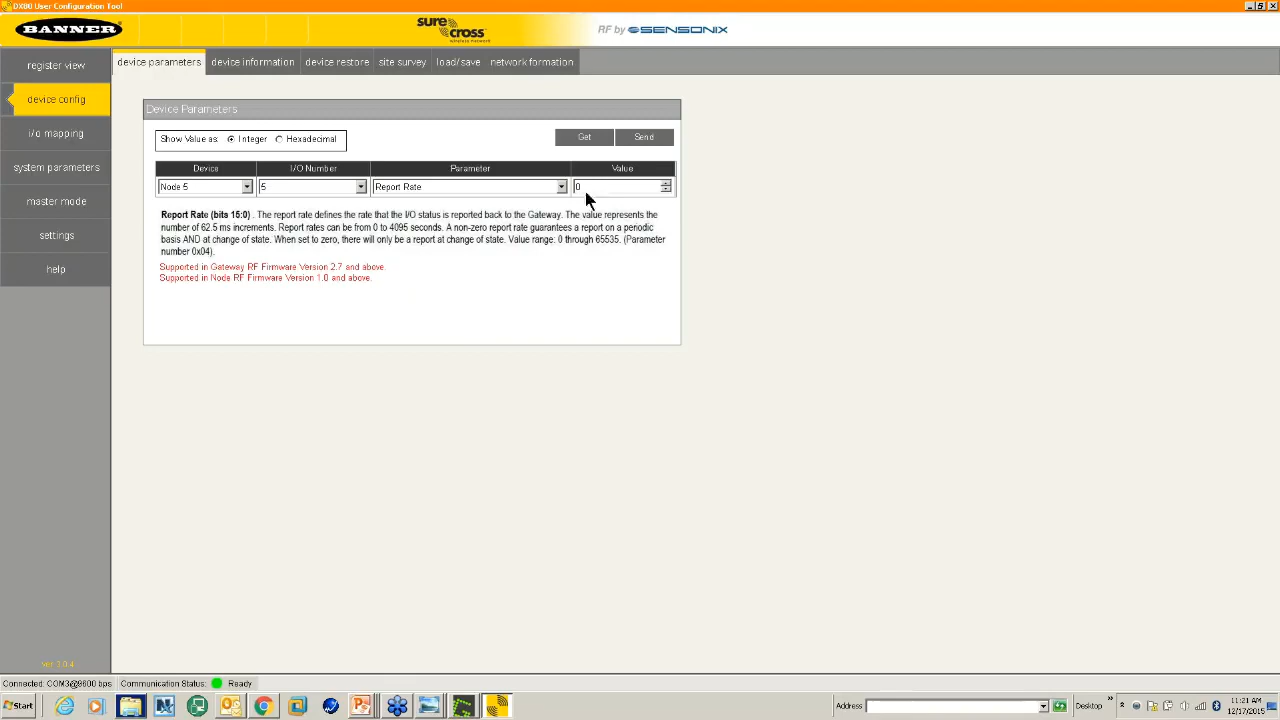 DX80 User Configuration Tool
BANNER
sure cross
wireless network
RF by SENSONIX
register view
device config
i/o mapping
system parameters
master mode
settings
help
device parameters
device information
device restore
site survey
load/save
network formation
Device Parameters
Show Value as: Integer Hexadecimal
Get
Send
Device I/O Number Parameter Value
Node 5 5 Report Rate 0
Report Rate (bits 15:0) . The report rate defines the rate that the I/O status is reported back to the Gateway. The value represents the
number of 62.5 ms increments. Report rates can be from 0 to 4095 seconds. A non-zero report rate guarantees a report on a periodic
basis AND at change of state. When set to zero, there will only be a report at change of state. Value range: 0 through 65535. (Parameter
number 0x04).
Supported in Gateway RF Firmware Version 2.7 and above.
Supported in Node RF Firmware Version 1.0 and above.
ver 3.0.4
Connected: COM3@9600 bps Communication Status: Ready
Start
Address
Desktop
11:21 AM
12/17/2015